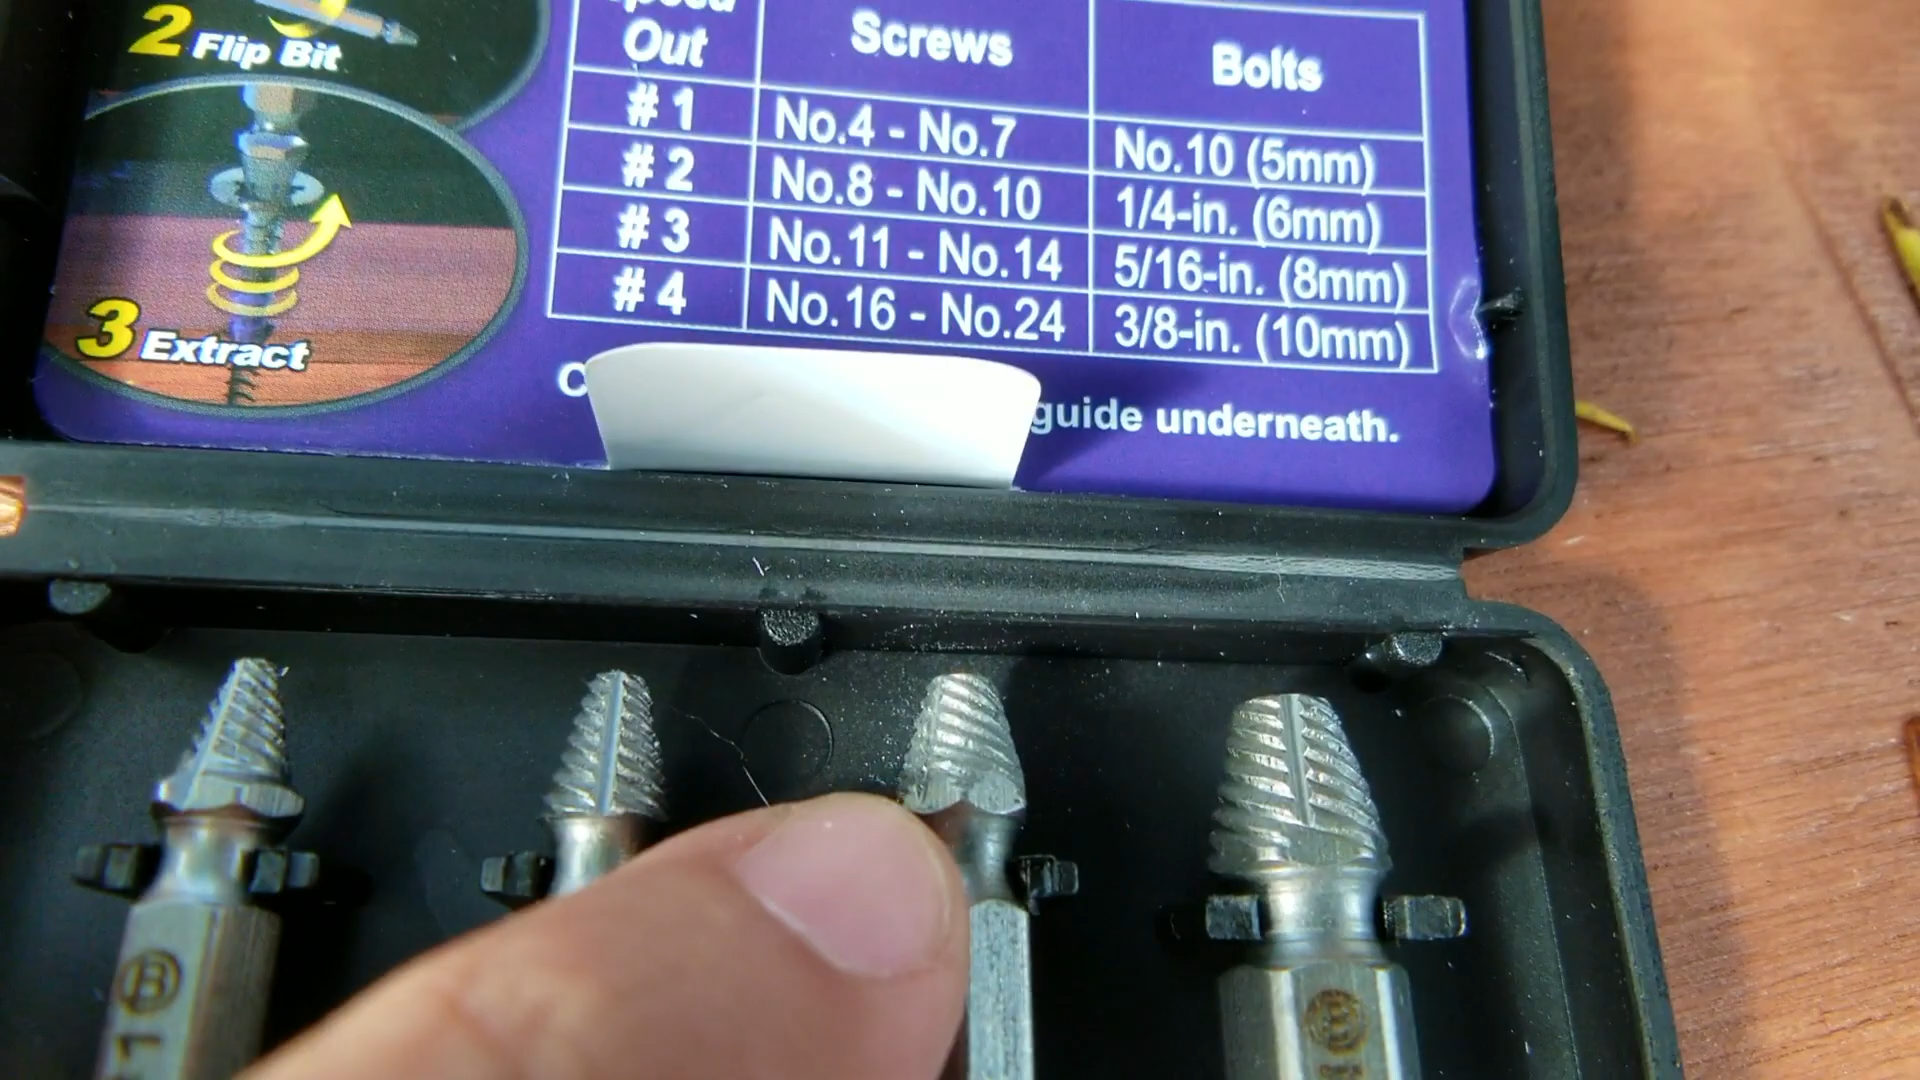 2 Flip Bit
3 Extract
Out Screws Bolts
# 1 No.4 - No.7 No.10 (5mm)
# 2 No.8 - No.10 1/4-in. (6mm)
# 3 No.11 - No.14 5/16-in. (8mm)
# 4 No.16 - No.24 3/8-in. (10mm)
guide underneath.
B
1
B